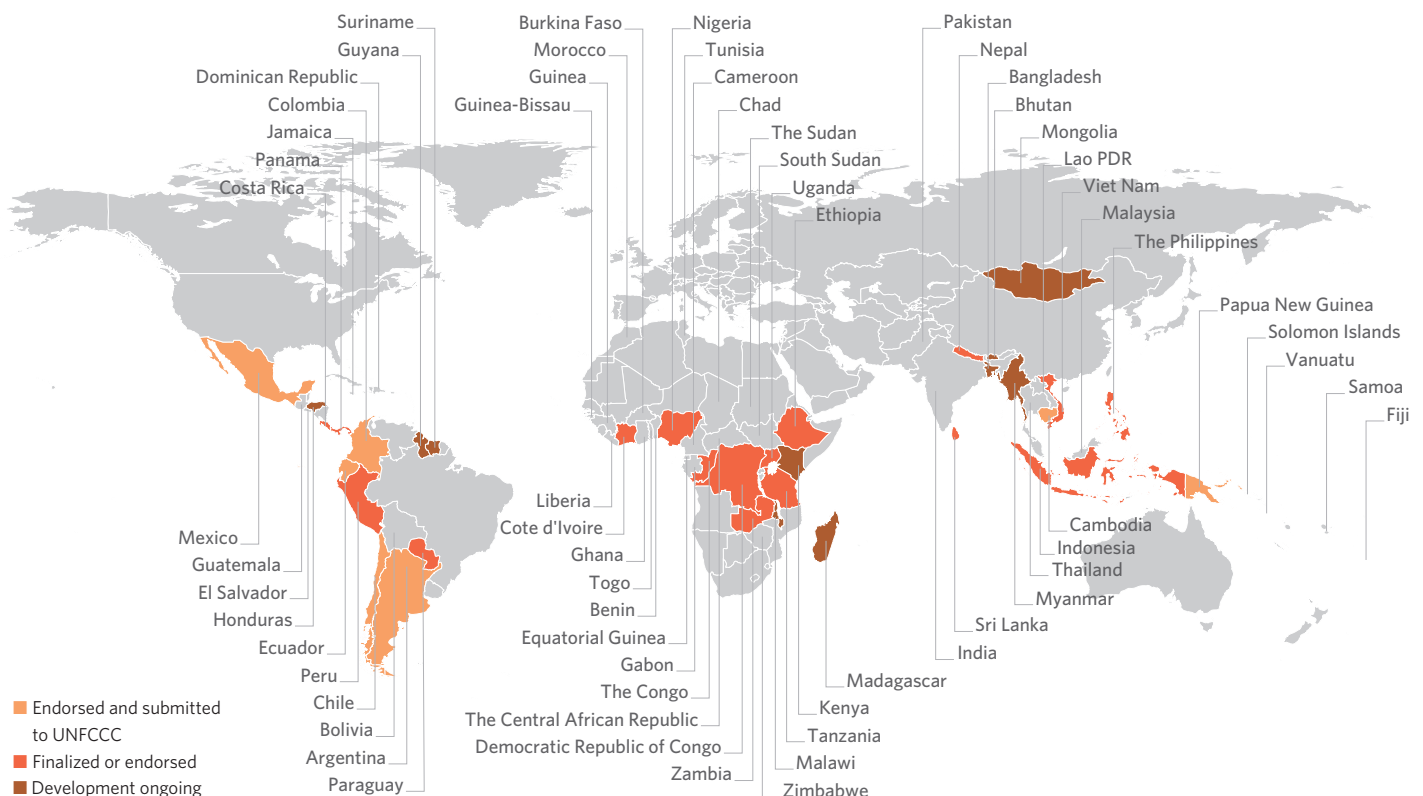 Suriname
Guyana
Dominican Republic
Colombia
Jamaica
Panama
Costa Rica
Burkina Faso
Morocco
Guinea
Guinea-Bissau
Nigeria
Tunisia
Cameroon
Chad
The Sudan
South Sudan
Uganda
Ethiopia
Pakistan
Nepal
Bangladesh
Bhutan
Mongolia
Lao PDR
Viet Nam
Malaysia
The Philippines
Papua New Guinea
Solomon Islands
Vanuatu
Samoa
Fiji
Mexico
Guatemala
El Salvador
Honduras
Ecuador
Peru
Chile
Bolivia
Argentina
Paraguay
Liberia
Cote d'Ivoire
Ghana
Togo
Benin
Equatorial Guinea
Gabon
The Congo
The Central African Republic
Democratic Republic of Congo
Zambia
Zimbabwe
Malawi
Tanzania
Kenya
Madagascar
India
Sri Lanka
Myanmar
Thailand
Indonesia
Cambodia
Endorsed and submitted
to UNFCCC
Finalized or endorsed
Development ongoing